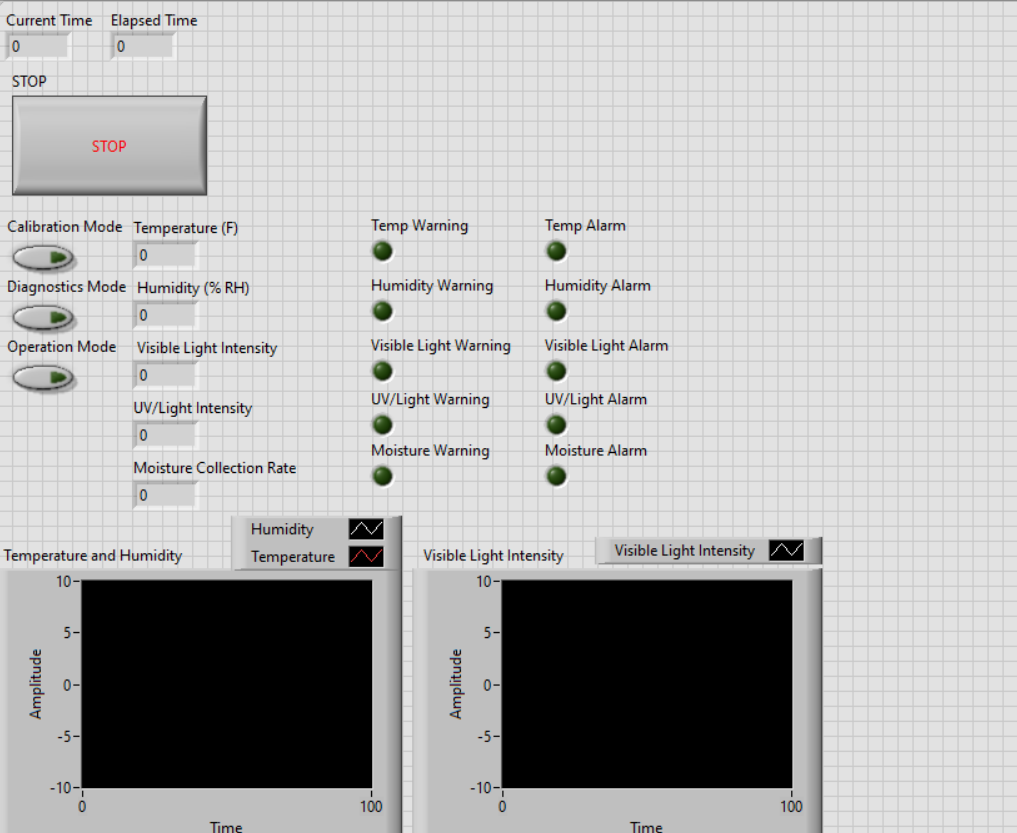 Current Time Elapsed Time
0 0
STOP
STOP
Calibration Mode Temperature (F) Temp Warning Temp Alarm
0
Diagnostics Mode Humidity (% RH) Humidity Warning Humidity Alarm
0
Operation Mode Visible Light Intensity Visible Light Warning Visible Light Alarm
0
UV/Light Intensity UV/Light Warning UV/Light Alarm
0
Moisture Collection Rate Moisture Warning Moisture Alarm
0
Temperature and Humidity
Humidity
Temperature
10
5
0
-5
-10
Amplitude
0 100
Time
Visible Light Intensity
Visible Light Intensity
10
5
0
-5
-10
Amplitude
0 100
Time